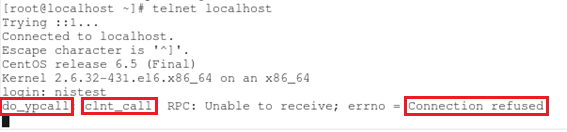 [root@localhost ~]# telnet localhost
Trying ::1...
Connected to localhost.
Escape character is '^]'.
CentOS release 6.5 (Final)
Kernel 2.6.32-431.el6.x86_64 on an x86_64
login: nistest
do_ypcall: clnt_call: RPC: Unable to receive; errno = Connection refused